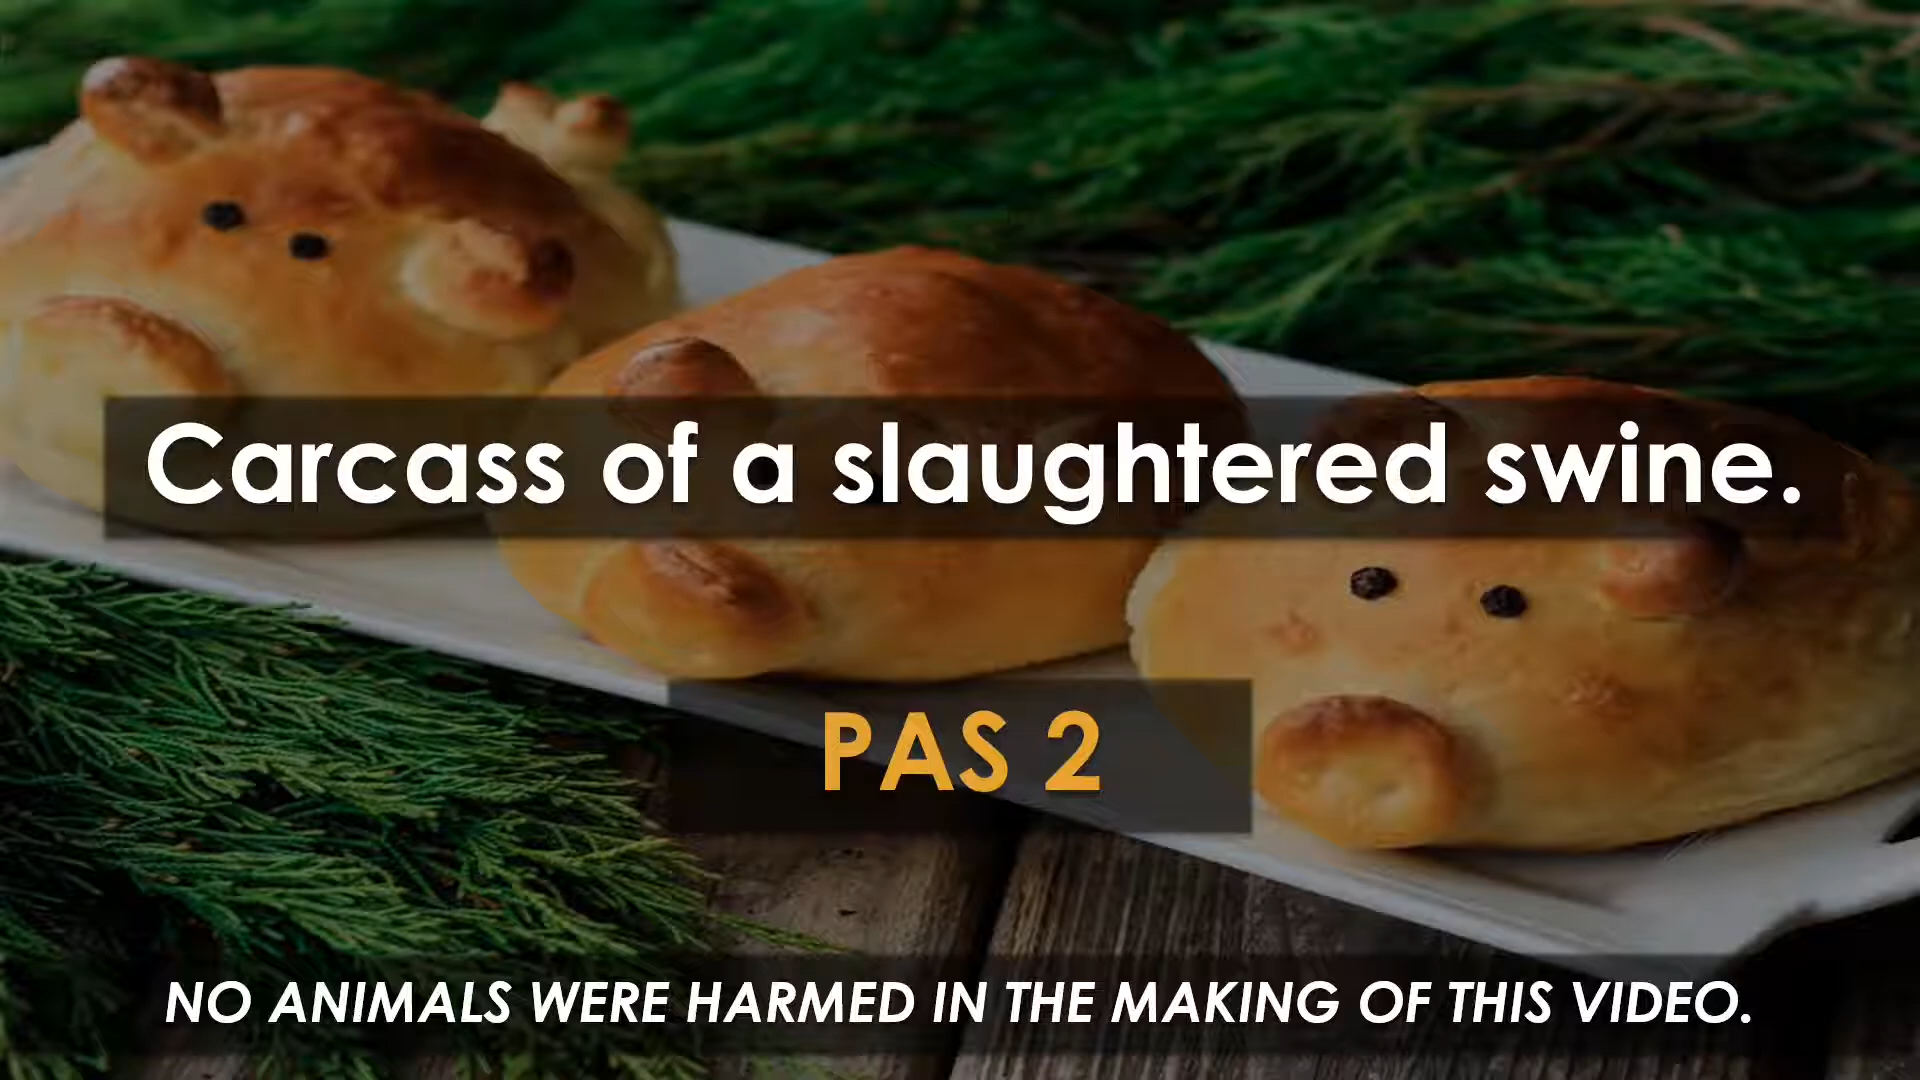 Carcass of a slaughtered swine.
PAS 2
NO ANIMALS WERE HARMED IN THE MAKING OF THIS VIDEO.